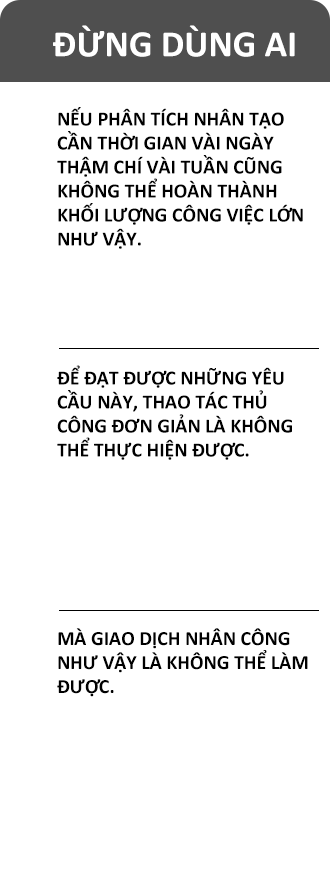 ĐỪNG DÙNG AI
NẾU PHÂN TÍCH NHÂN TẠO
CẦN THỜI GIAN VÀI NGÀY
THẬM CHÍ VÀI TUẦN CŨNG
KHÔNG THỂ HOÀN THÀNH
KHỐI LƯỢNG CÔNG VIỆC LỚN
NHƯ VẬY.
ĐỂ ĐẠT ĐƯỢC NHỮNG YÊU
CẦU NÀY, THAO TÁC THỦ
CÔNG ĐƠN GIẢN LÀ KHÔNG
THỂ THỰC HIỆN ĐƯỢC.
MÀ GIAO DỊCH NHÂN CÔNG
NHƯ VẬY LÀ KHÔNG THỂ LÀM
ĐƯỢC.